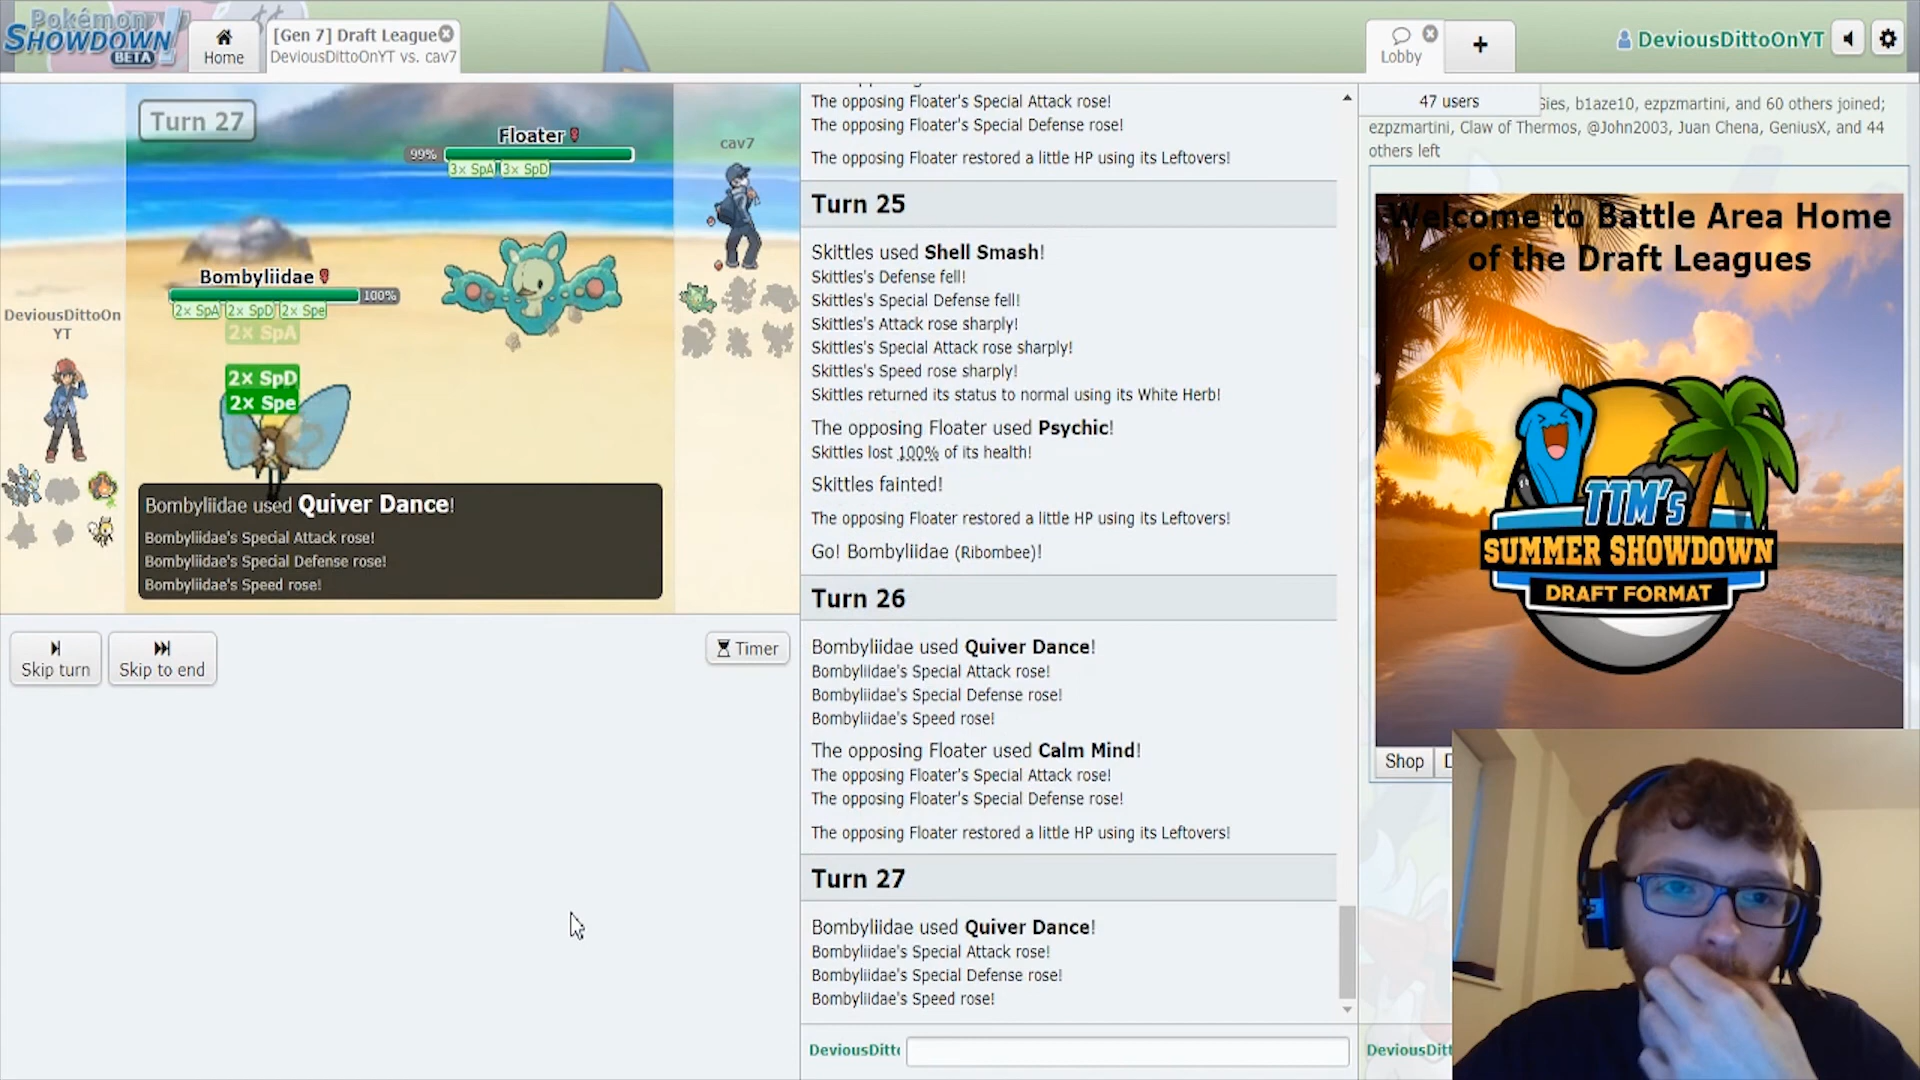 Pokémon
SHOWDOWN!
BETA
Home
[Gen 7] Draft League
DeviousDittoOnYT vs. cav7
Lobby
+
DeviousDittoOnYT
Turn 27
Floater
99%
3× SpA 3× SpD
Bombyliidae
100%
2× SpA 2× SpD 2× Spe
2× SpA
2× SpD
2× Spe
cav7
DeviousDittoOn
YT
Bombyliidae used Quiver Dance!
Bombyliidae's Special Attack rose!
Bombyliidae's Special Defense rose!
Bombyliidae's Speed rose!
Skip turn
Skip to end
Timer
The opposing Floater's Special Attack rose!
The opposing Floater's Special Defense rose!
The opposing Floater restored a little HP using its Leftovers!
Turn 25
Skittles used Shell Smash!
Skittles's Defense fell!
Skittles's Special Defense fell!
Skittles's Attack rose sharply!
Skittles's Special Attack rose sharply!
Skittles's Speed rose sharply!
Skittles returned its status to normal using its White Herb!
The opposing Floater used Psychic!
Skittles lost 100% of its health!
Skittles fainted!
The opposing Floater restored a little HP using its Leftovers!
Go! Bombyliidae (Ribombee)!
Turn 26
Bombyliidae used Quiver Dance!
Bombyliidae's Special Attack rose!
Bombyliidae's Special Defense rose!
Bombyliidae's Speed rose!
The opposing Floater used Calm Mind!
The opposing Floater's Special Attack rose!
The opposing Floater's Special Defense rose!
The opposing Floater restored a little HP using its Leftovers!
Turn 27
Bombyliidae used Quiver Dance!
Bombyliidae's Special Attack rose!
Bombyliidae's Special Defense rose!
Bombyliidae's Speed rose!
DeviousDitt
47 users
b1aze10, ezpzmartini, and 60 others joined;
ezpzmartini, Claw of Thermos, @John2003, Juan Chena, GeniusX, and 44
others left
Welcome to Battle Area Home
of the Draft Leagues
TTM's
SUMMER SHOWDOWN
DRAFT FORMAT
Shop
DeviousDitt